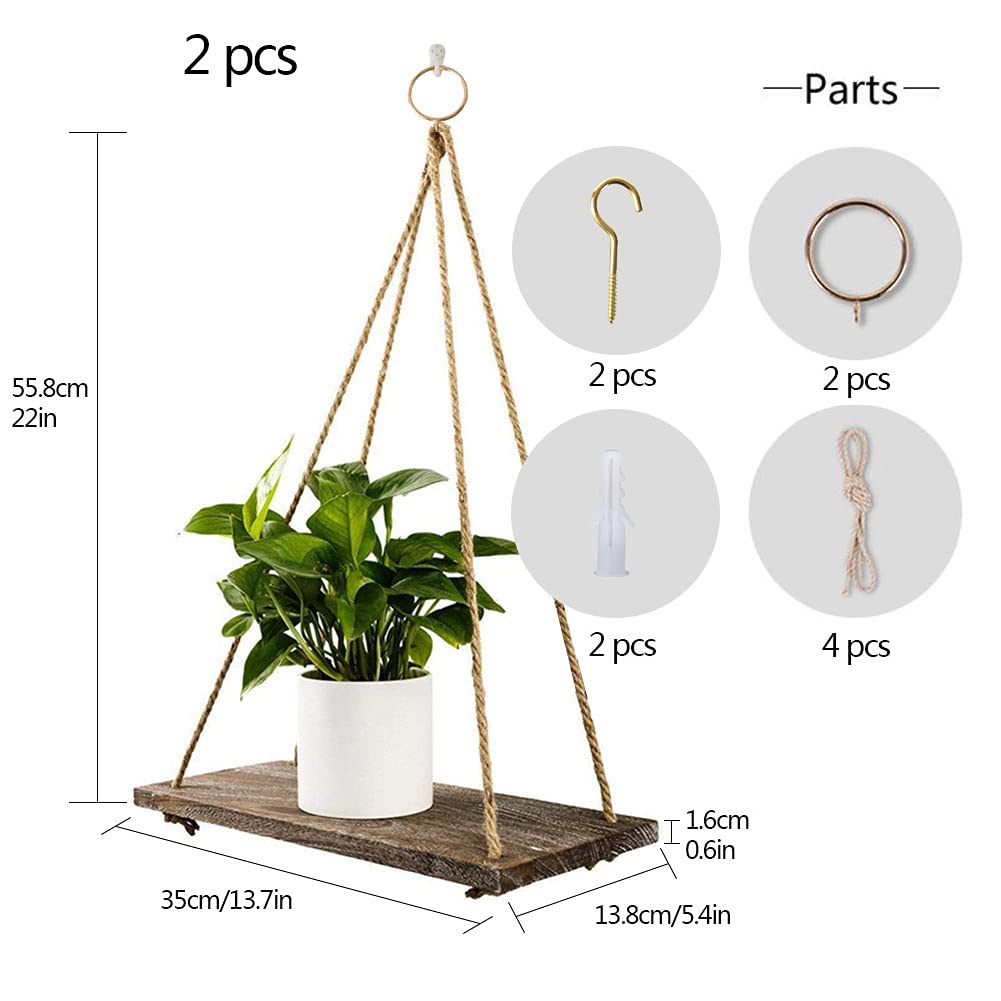 2 pcs
Parts
2 pcs
2 pcs
55.8cm
22in
2 pcs
4 pcs
1.6cm
0.6in
35cm/13.7in
13.8cm/5.4in